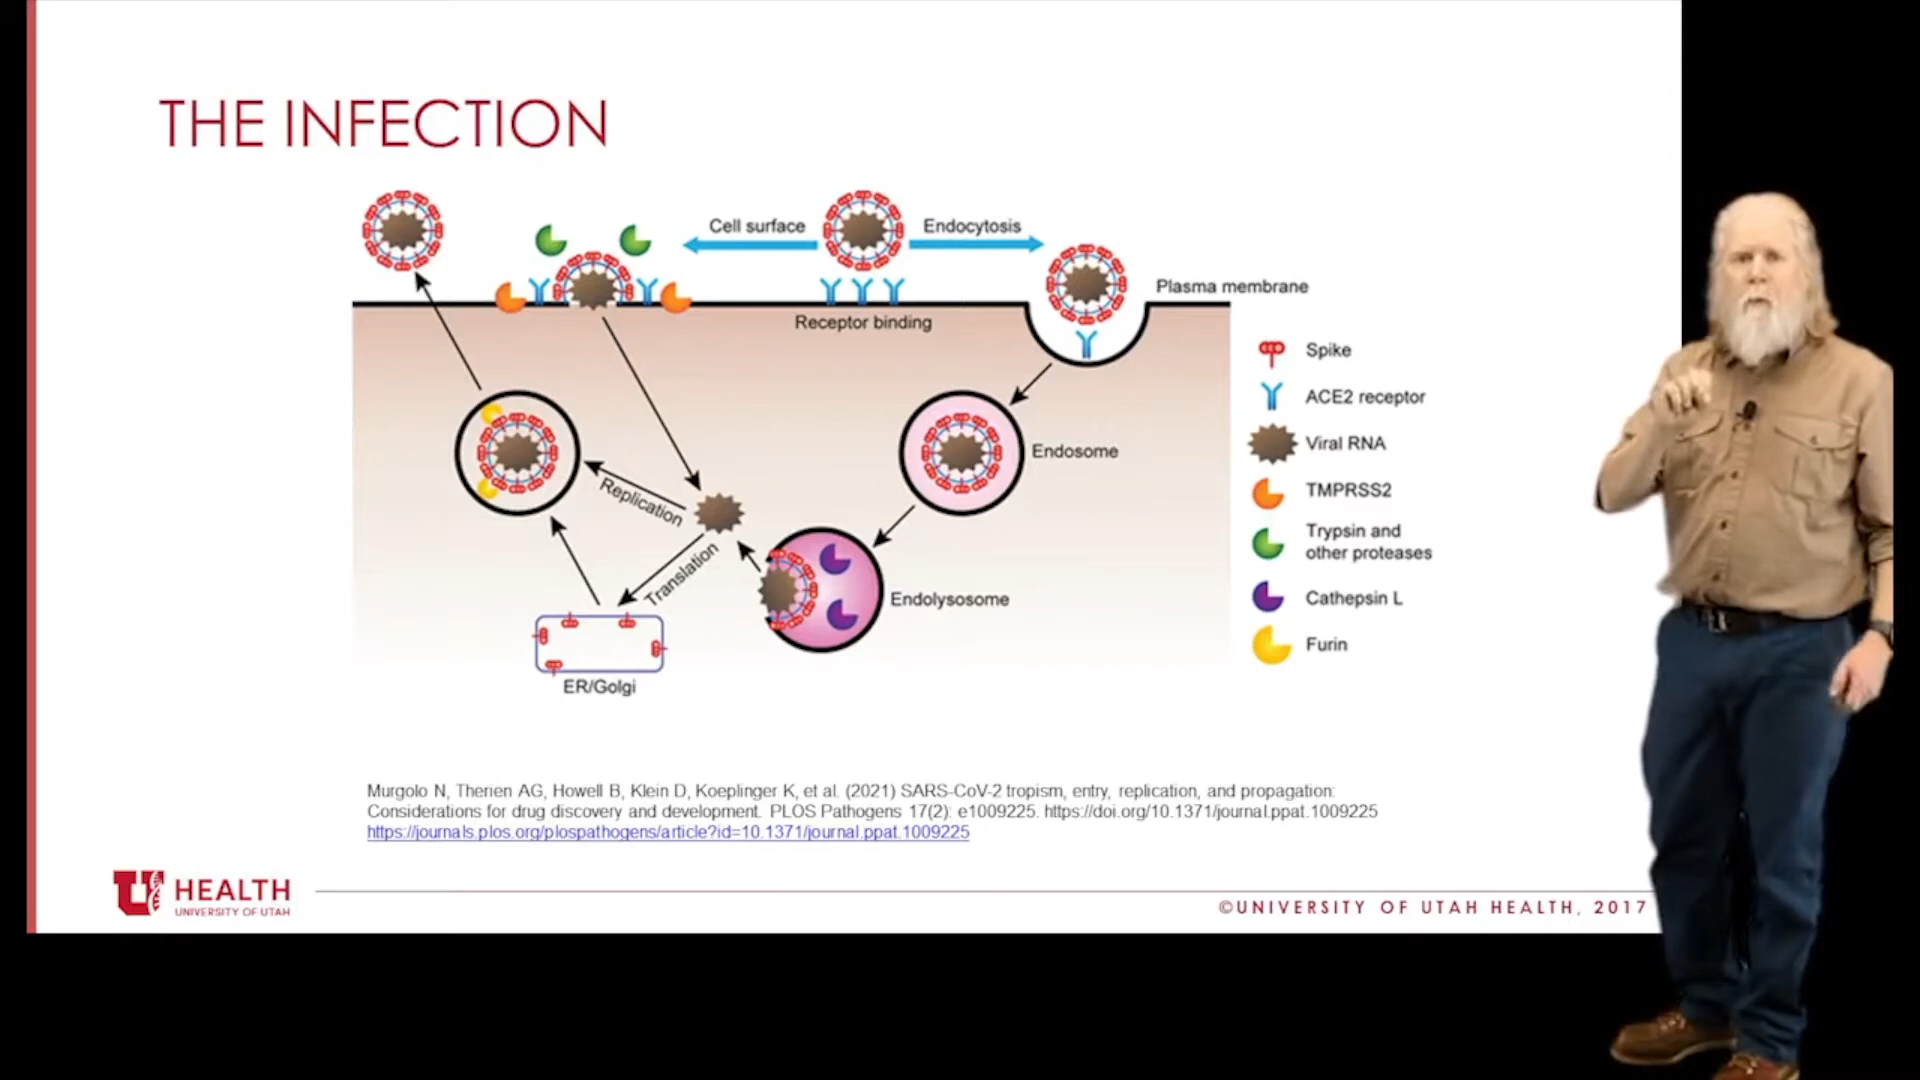 THE INFECTION
Cell surface
Endocytosis
Plasma membrane
Receptor binding
Spike
ACE2 receptor
Viral RNA
TMPRSS2
Trypsin and
other proteases
Cathepsin L
Furin
Endosome
Replication
Translation
Endolysosome
ER/Golgi
Murgolo N, Therien AG, Howell B, Klein D, Koeplinger K, et al. (2021) SARS-CoV-2 tropism, entry, replication, and propagation:
Considerations for drug discovery and development. PLOS Pathogens 17(2): e1009225. https://doi.org/10.1371/journal.ppat.1009225
https://journals.plos.org/plospathogens/article?id=10.1371/journal.ppat.1009225
U HEALTH
UNIVERSITY OF UTAH
©UNIVERSITY OF UTAH HEALTH, 2017